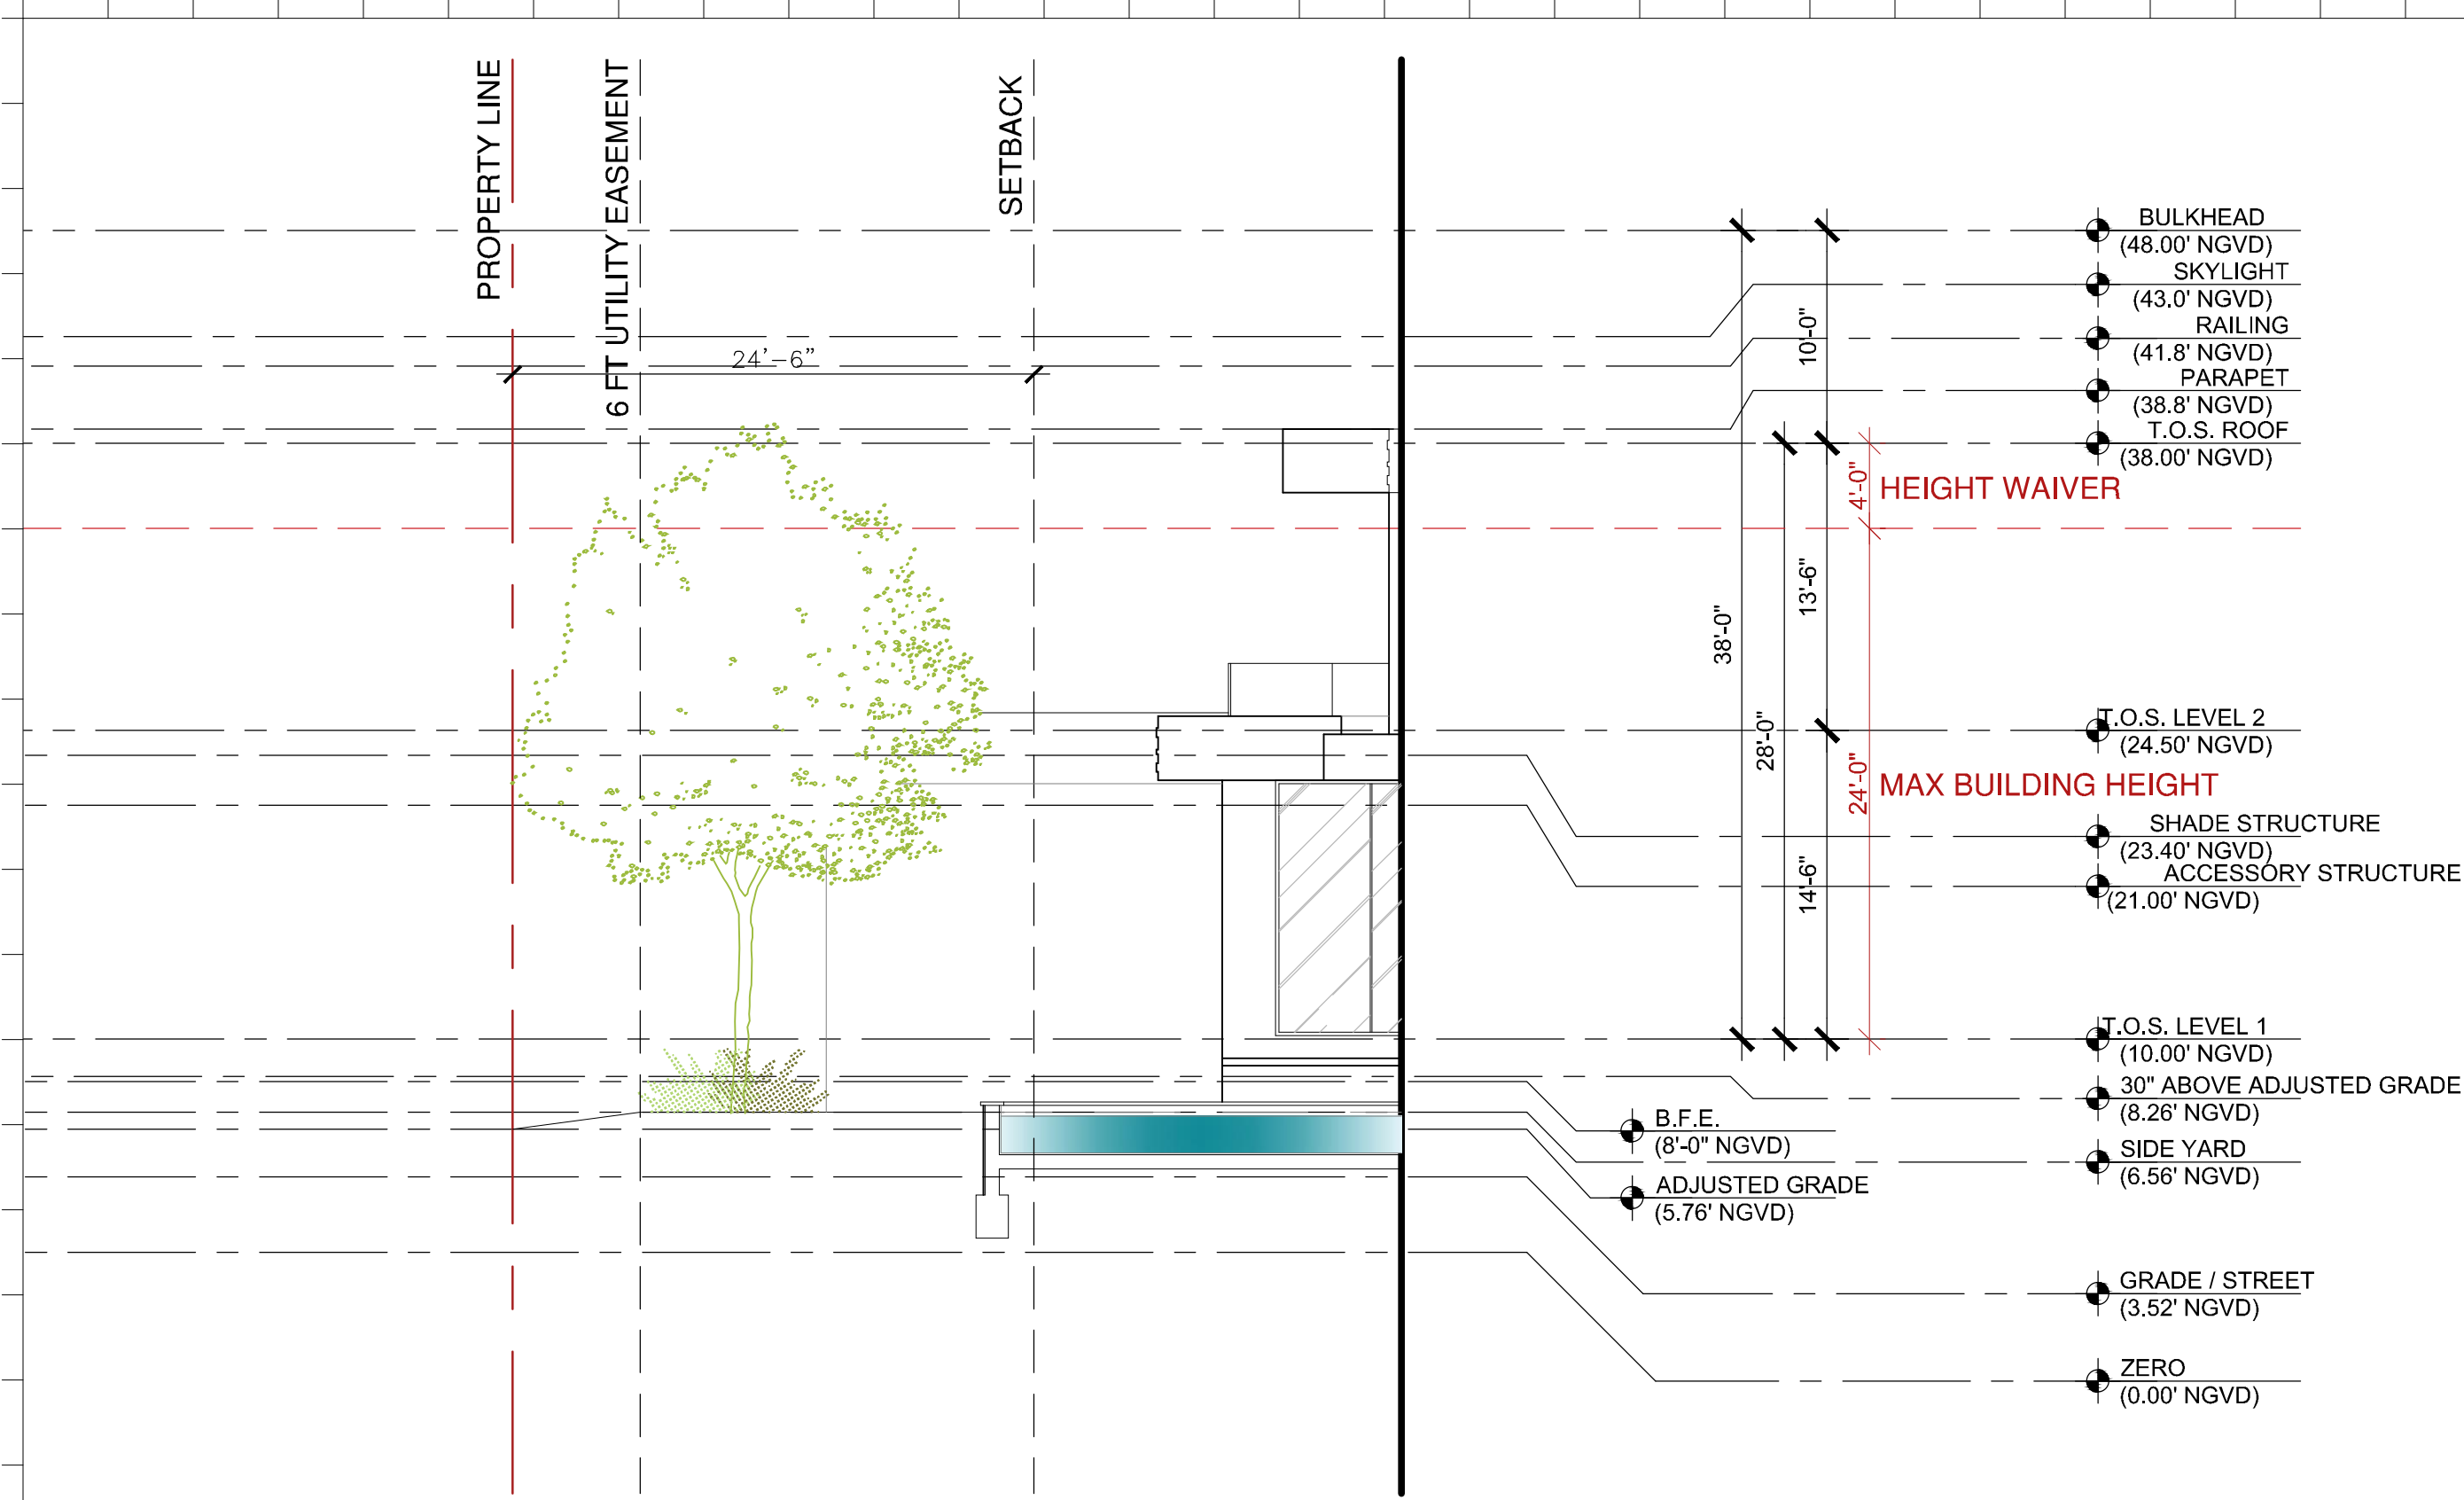 PROPERTY LINE
6 FT UTILITY EASEMENT
SETBACK
24'-6"
BULKHEAD
(48.00' NGVD)
SKYLIGHT
(43.0' NGVD)
RAILING
(41.8' NGVD)
PARAPET
(38.8' NGVD)
T.O.S. ROOF
(38.00' NGVD)
10'-0"
4'-0"
HEIGHT WAIVER
13'-6"
38'-0"
28'-0"
T.O.S. LEVEL 2
(24.50' NGVD)
24'-0"
MAX BUILDING HEIGHT
SHADE STRUCTURE
(23.40' NGVD)
ACCESSORY STRUCTURE
(21.00' NGVD)
14'-6"
T.O.S. LEVEL 1
(10.00' NGVD)
30" ABOVE ADJUSTED GRADE
(8.26' NGVD)
B.F.E.
(8'-0" NGVD)
SIDE YARD
(6.56' NGVD)
ADJUSTED GRADE
(5.76' NGVD)
GRADE / STREET
(3.52' NGVD)
ZERO
(0.00' NGVD)